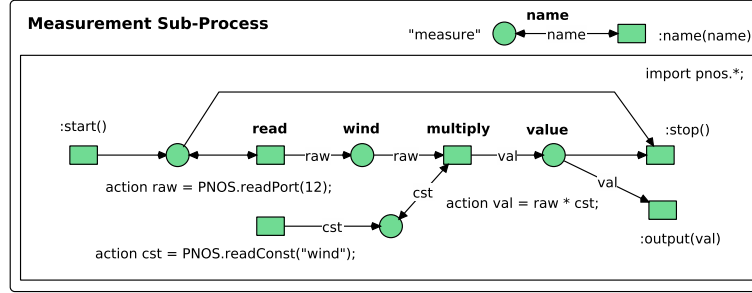 Measurement Sub-Process
name
"measure"
name
:name(name)
import pnos.*;
:start()
read
wind
multiply
value
:stop()
raw
raw
val
action raw = PNOS.readPort(12);
cst
val
action val = raw * cst;
cst
:output(val)
action cst = PNOS.readConst("wind");